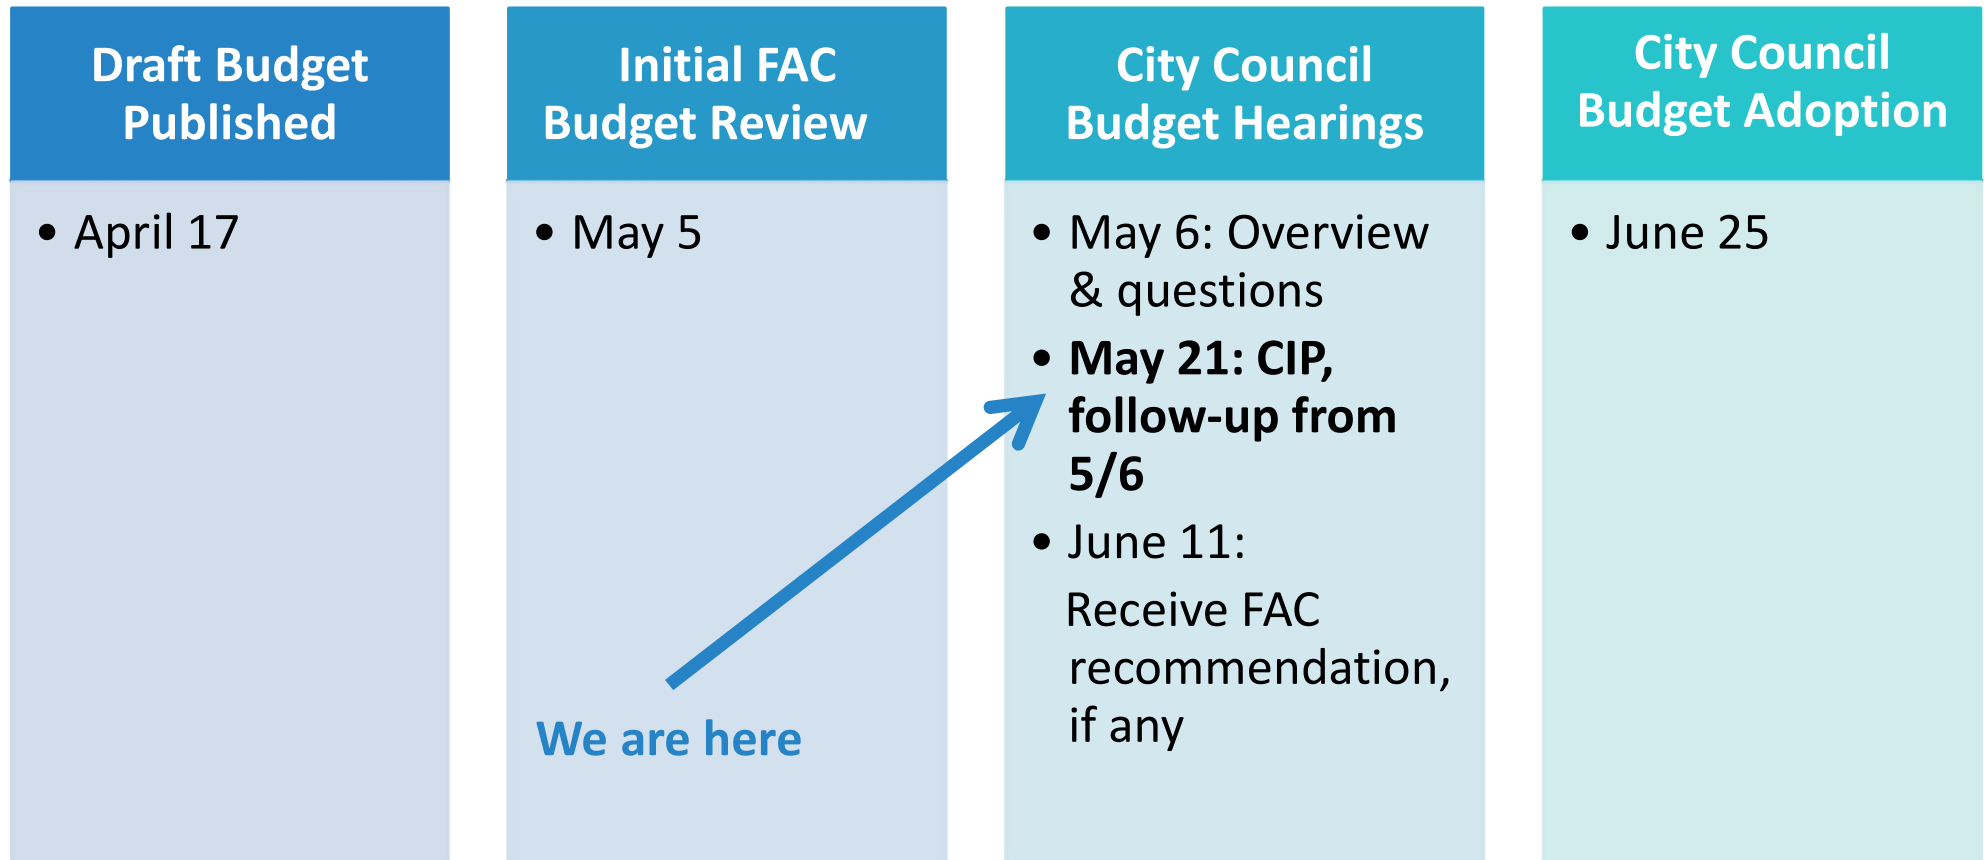 Draft Budget
Published
• April 17
Initial FAC
Budget Review
• May 5
We are here
City Council
Budget Hearings
• May 6: Overview
& questions
• May 21: CIP,
follow-up from
5/6
• June 11:
Receive FAC
recommendation,
if any
City Council
Budget Adoption
• June 25